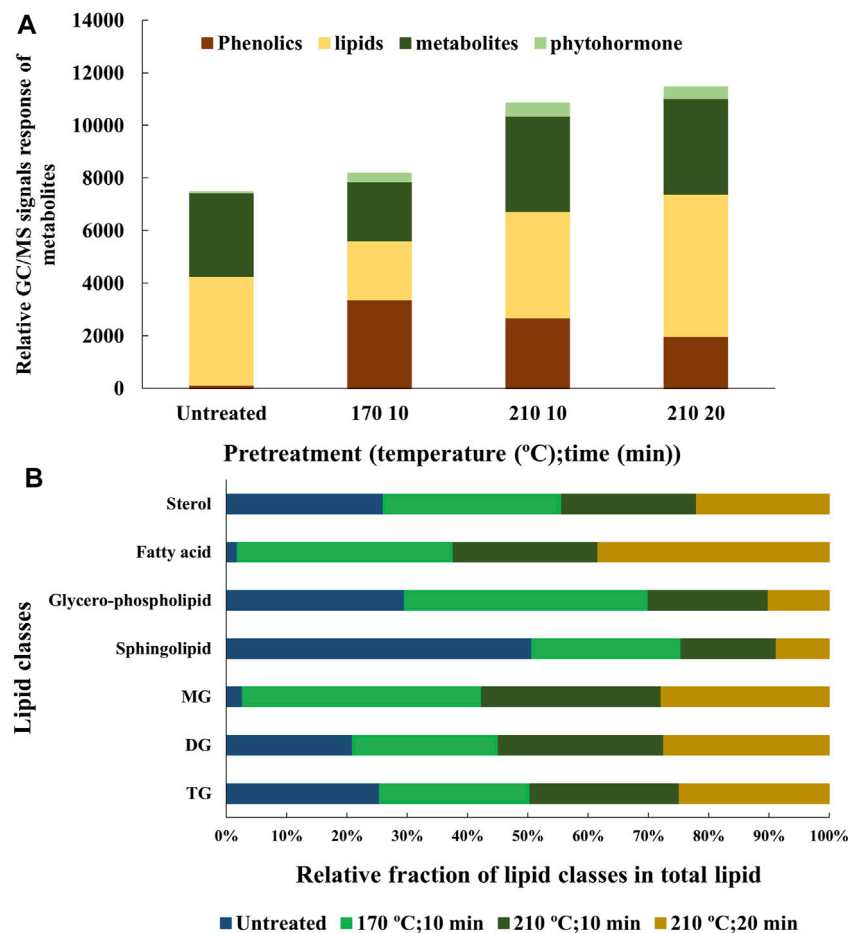 A
14000
12000
10000
8000
6000
4000
2000
0
Relative GC/MS signals response of
metabolites
Phenolics lipids metabolites phytohormone
Untreated 170 10 210 10 210 20
Pretreatment (temperature (ºC);time (min))
B
Lipid classes
Sterol
Fatty acid
Glycero-phospholipid
Sphingolipid
MG
DG
TG
0% 10% 20% 30% 40% 50% 60% 70% 80% 90% 100%
Relative fraction of lipid classes in total lipid
Untreated 170 ºC;10 min 210 ºC;10 min 210 ºC;20 min